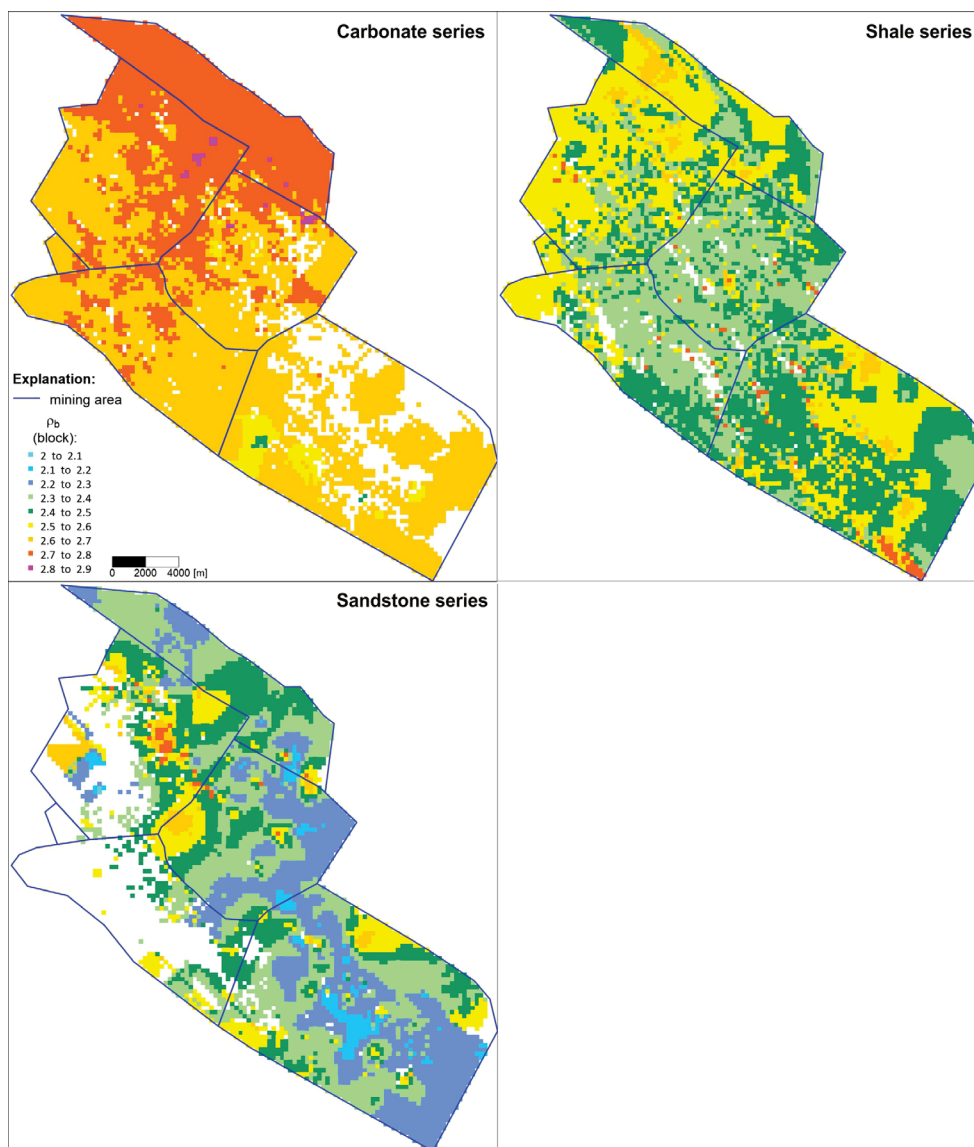 Carbonate series
Shale series
Explanation:
mining area
ρb
(block):
2 to 2.1
2.1 to 2.2
2.2 to 2.3
2.3 to 2.4
2.4 to 2.5
2.5 to 2.6
2.6 to 2.7
2.7 to 2.8
2.8 to 2.9
0 2000 4000 [m]
Sandstone series